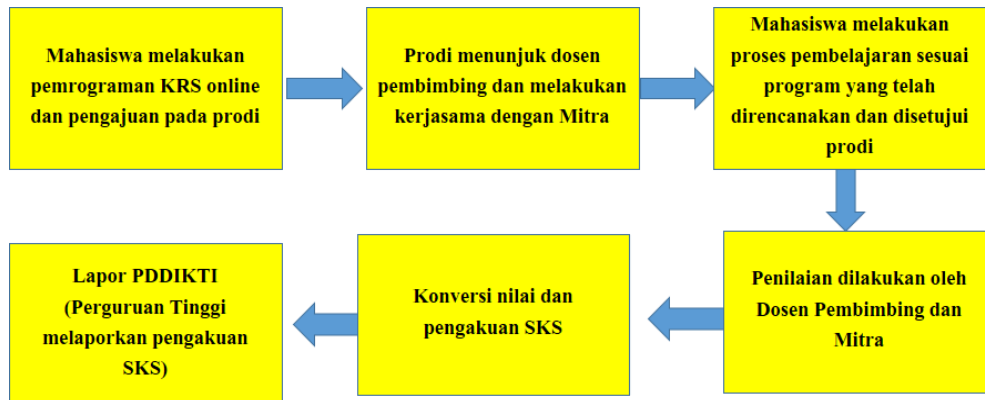 Mahasiswa melakukan
pemrograman KRS online
dan pengajuan pada prodi
Prodi menunjuk dosen
pembimbing dan melakukan
kerjasama dengan Mitra
Mahasiswa melakukan
proses pembelajaran sesuai
program yang telah
direncanakan dan disetujui
prodi
Penilaian dilakukan oleh
Dosen Pembimbing dan
Mitra
Konversi nilai dan
pengakuan SKS
Lapor PDDIKTI
(Perguruan Tinggi
melaporkan pengakuan
SKS)